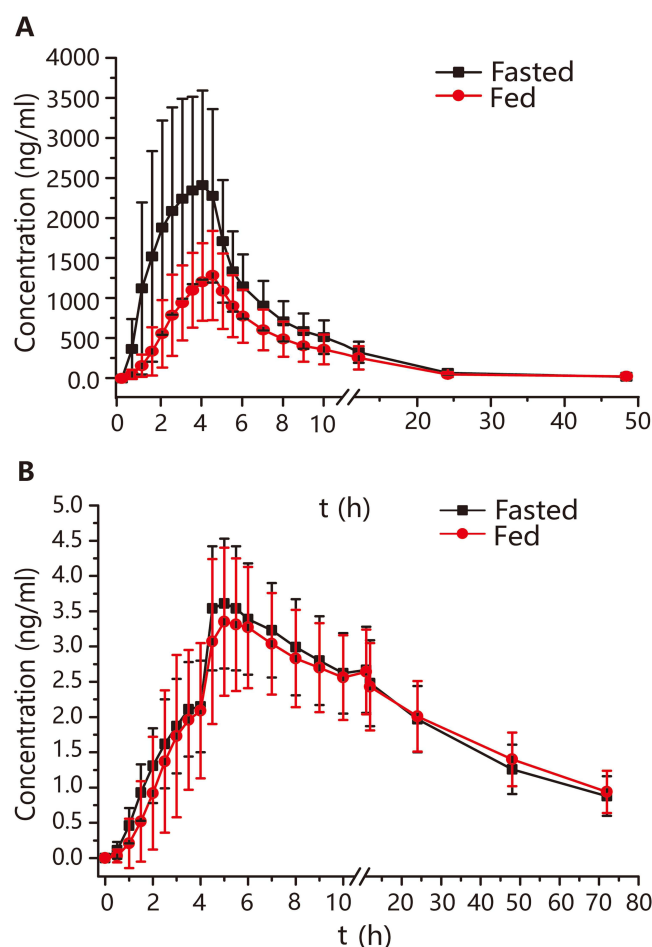 A
Concentration (ng/ml)
4000
3500
3000
2500
2000
1500
1000
500
0.0
Fasted
Fed
0 2 4 6 8 10 20 30 40 50
t (h)
B
Concentration (ng/ml)
5.0
4.5
4.0
3.5
3.0
2.5
2.0
1.5
1.0
0.5
0.0
Fasted
Fed
0 2 4 6 8 10 20 30 40 50 60 70 80
t (h)